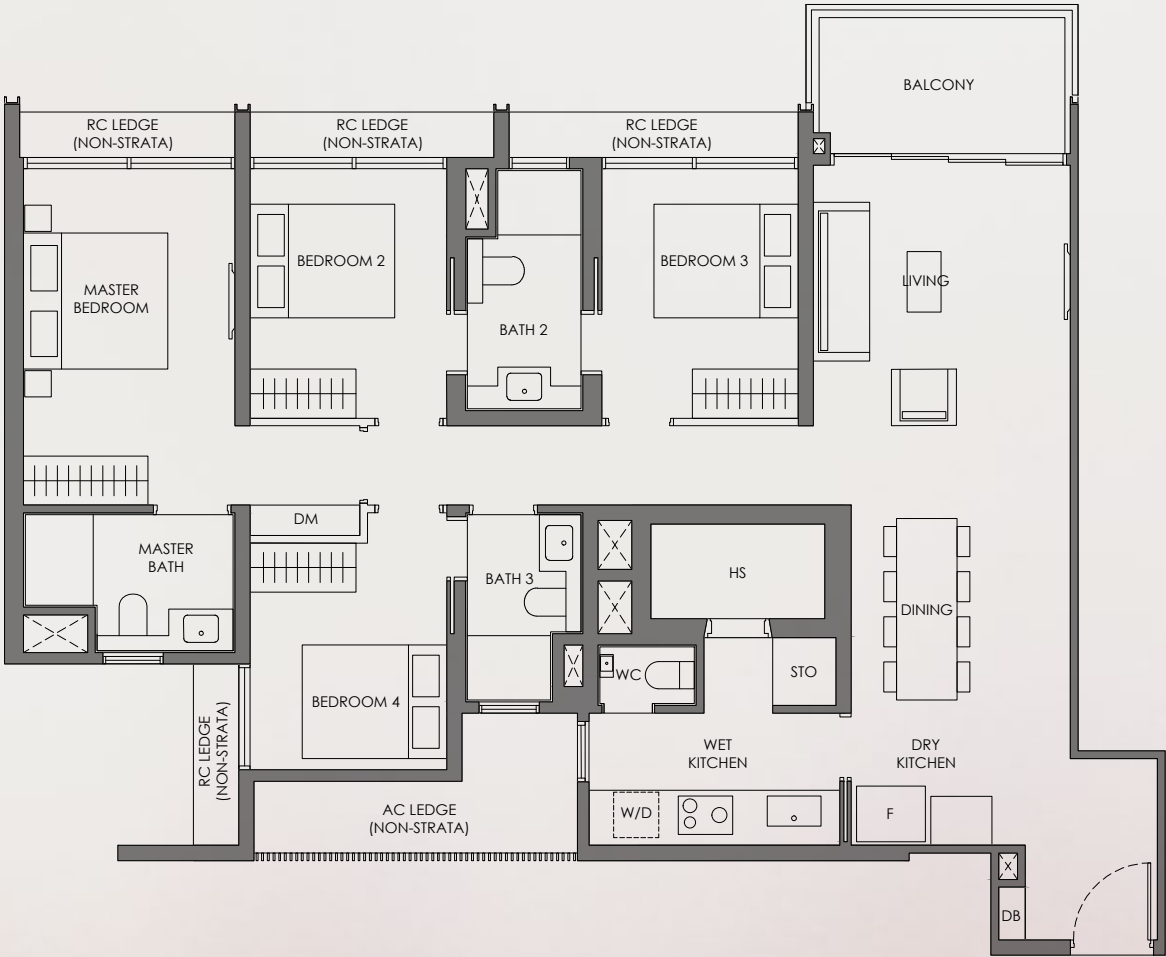 BALCONY
RC LEDGE
(NON-STRATA)
RC LEDGE
(NON-STRATA)
RC LEDGE
(NON-STRATA)
MASTER
BEDROOM
BEDROOM 2
BATH 2
BEDROOM 3
LIVING
DM
MASTER
BATH
BATH 3
HS
DINING
WC
STO
BEDROOM 4
RC LEDGE
(NON-STRATA)
WET
KITCHEN
DRY
KITCHEN
AC LEDGE
(NON-STRATA)
W/D
F
DB